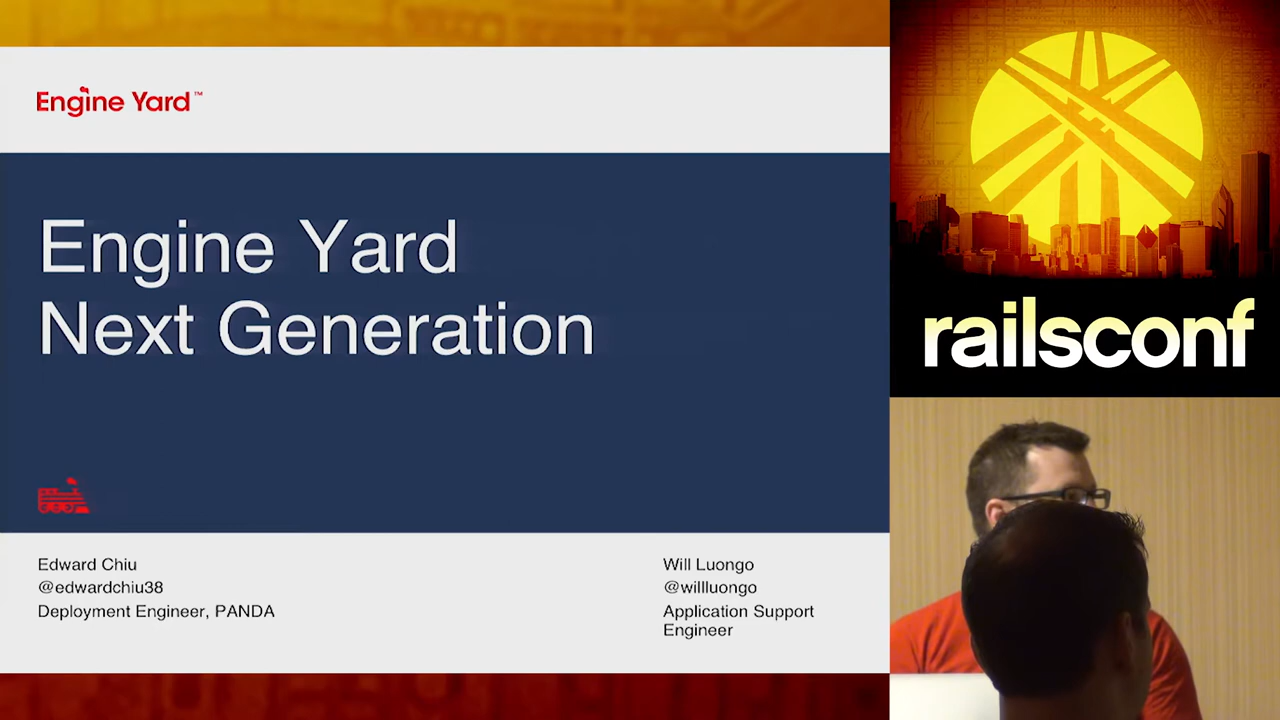 Engine Yard™
Engine Yard
Next Generation
Edward Chiu
@edwardchiu38
Deployment Engineer, PANDA
Will Luongo
@willluongo
Application Support
Engineer
railsconf